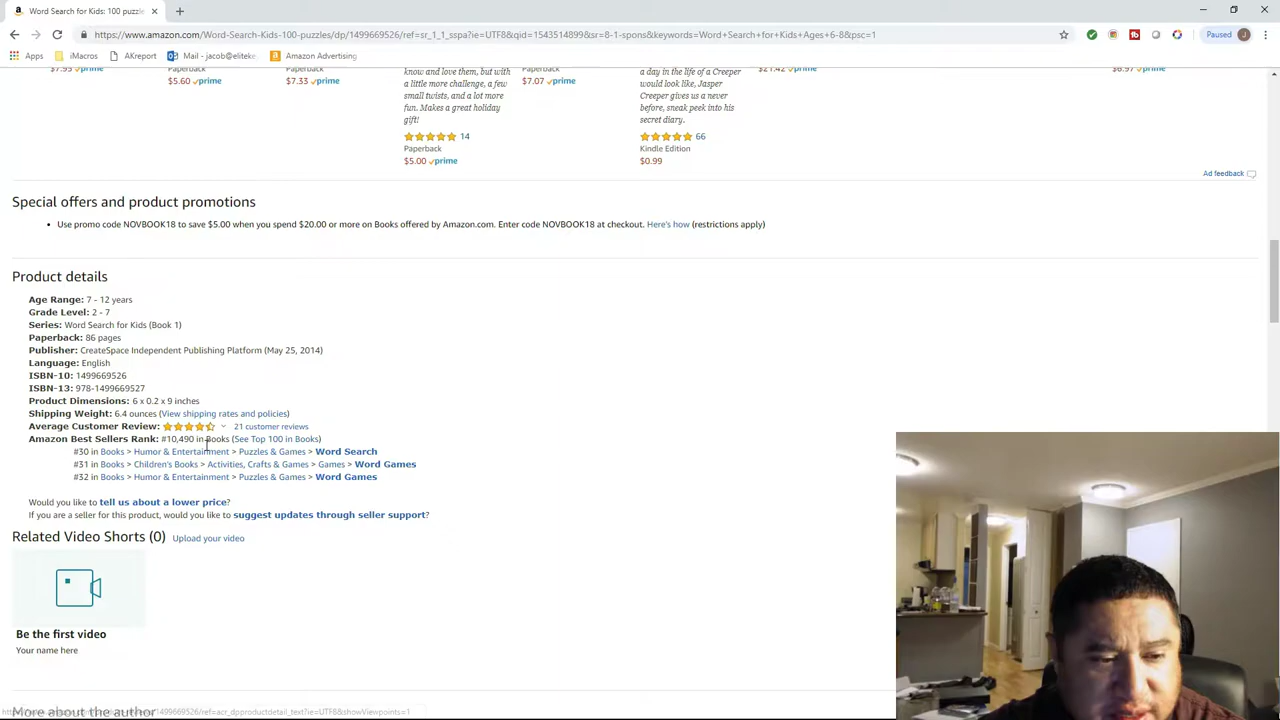 Word Search for Kids: 100 puzzle
https://www.amazon.com/Word-Search-Kids-100-puzzles/dp/1499669526/ref=sr_1_1_sspa?ie=UTF8&qid=1543514899&sr=8-1-spons&keywords=Word+Search+for+Kids+Ages+6-8&psc=1
Paused J
Apps iMacros AKreport Mail - jacob@eliteke Amazon Advertising
$7.95 prime
Paperback
$5.60 prime
Paperback
$7.33 prime
know and love them, but with
a little more challenge, a few
small twists, and a lot more
fun. Makes a great holiday
gift!
14
Paperback
$5.00 prime
Paperback
$7.07 prime
a day in the life of a Creeper
would look like, Jasper
Creeper gives us a never
before, sneak peek into his
secret diary.
66
Kindle Edition
$0.99
$21.42 prime
$6.97 prime
Ad feedback
Special offers and product promotions
• Use promo code NOVBOOK18 to save $5.00 when you spend $20.00 or more on Books offered by Amazon.com. Enter code NOVBOOK18 at checkout. Here's how (restrictions apply)
Product details
Age Range: 7 - 12 years
Grade Level: 2 - 7
Series: Word Search for Kids (Book 1)
Paperback: 86 pages
Publisher: CreateSpace Independent Publishing Platform (May 25, 2014)
Language: English
ISBN-10: 1499669526
ISBN-13: 978-1499669527
Product Dimensions: 6 x 0.2 x 9 inches
Shipping Weight: 6.4 ounces (View shipping rates and policies)
Average Customer Review: 21 customer reviews
Amazon Best Sellers Rank: #10,490 in Books (See Top 100 in Books)
#30 in Books > Humor & Entertainment > Puzzles & Games > Word Search
#31 in Books > Children's Books > Activities, Crafts & Games > Games > Word Games
#32 in Books > Humor & Entertainment > Puzzles & Games > Word Games
Would you like to tell us about a lower price?
If you are a seller for this product, would you like to suggest updates through seller support?
Related Video Shorts (0) Upload your video
Be the first video
Your name here
More about the author